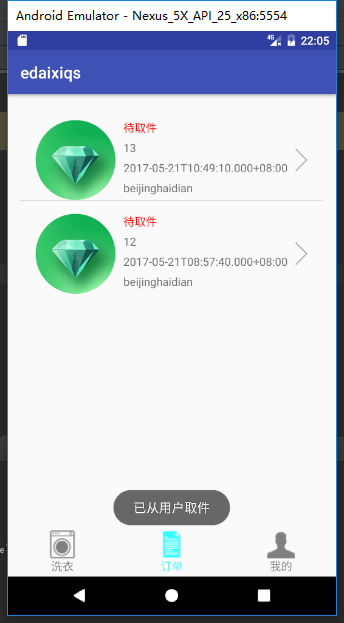 Android Emulator - Nexus_5X_API_25_x86:5554
4G 22:05
edaixiqs
待取件
13
2017-05-21T10:49:10.000+08:00
beijinghaidian
待取件
12
2017-05-21T08:57:40.000+08:00
beijinghaidian
已从用户取件
洗衣 订单 我的